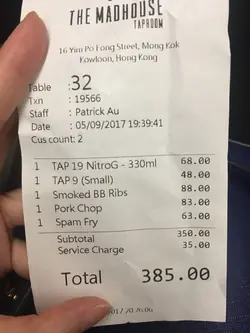 THE MADHOUSE
TAPROOM
16 Yim Po Fong Street, Mong Kok
Kowloon, Hong Kong
Table :32
Txn : 19566
Staff : Patrick Au
Date : 05/09/2017 19:39:41
Cus count: 2
1 TAP 19 NitroG - 330ml 68.00
1 TAP 9 (Small) 48.00
1 Smoked BB Ribs 88.00
1 Pork Chop 83.00
1 Spam Fry 63.00
Subtotal 350.00
Service Charge 35.00
Total 385.00